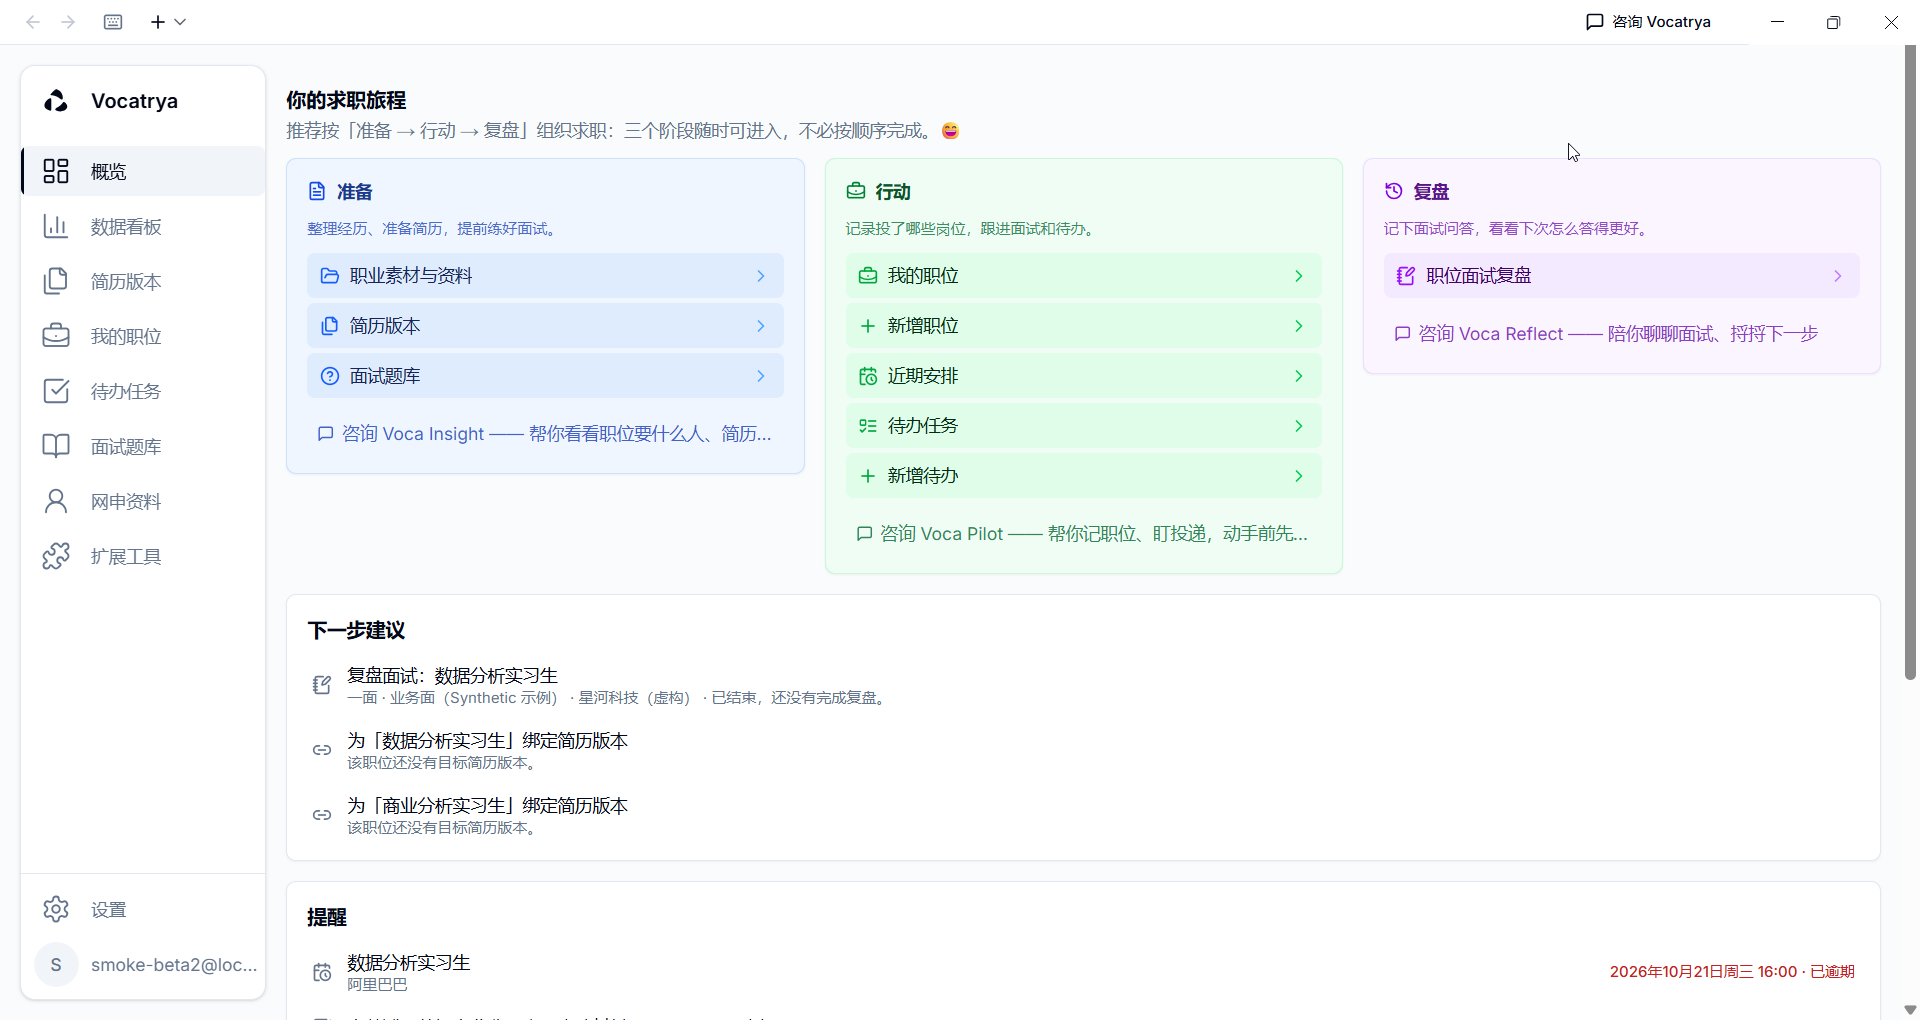 咨询 Vocatrya
Vocatrya
概览
数据看板
简历版本
我的职位
待办任务
面试题库
网申资料
扩展工具
设置
S
smoke-beta2@loc...
你的求职旅程
推荐按「准备 → 行动 → 复盘」组织求职：三个阶段随时可进入，不必按顺序完成。😄
准备
整理经历、准备简历，提前练好面试。
职业素材与资料
简历版本
面试题库
咨询 Voca Insight —— 帮你看看职位要什么人、简历...
行动
记录投了哪些岗位，跟进面试和待办。
我的职位
新增职位
近期安排
待办任务
新增待办
咨询 Voca Pilot —— 帮你记职位、盯投递，动手前先...
复盘
记下面试问答，看看下次怎么答得更好。
职位面试复盘
咨询 Voca Reflect —— 陪你聊聊面试、捋捋下一步
下一步建议
复盘面试：数据分析实习生
一面 · 业务面（Synthetic 示例） · 星河科技（虚构） · 已结束，还没有完成复盘。
为「数据分析实习生」绑定简历版本
该职位还没有目标简历版本。
为「商业分析实习生」绑定简历版本
该职位还没有目标简历版本。
提醒
数据分析实习生
阿里巴巴
2026年10月21日周三 16:00 · 已逾期